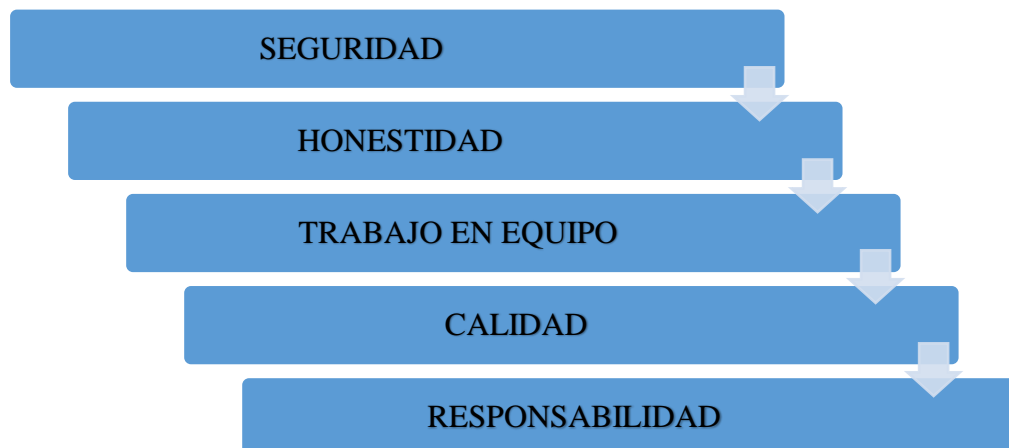 SEGURIDAD
HONESTIDAD
TRABAJO EN EQUIPO
CALIDAD
RESPONSABILIDAD